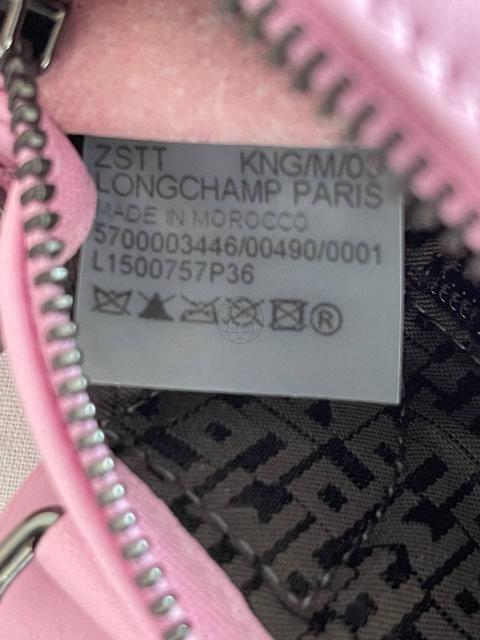 ZSTT KNG/M/03
LONGCHAMP PARIS
MADE IN MOROCCO
5700003446/00490/0001
L1500757P36
®